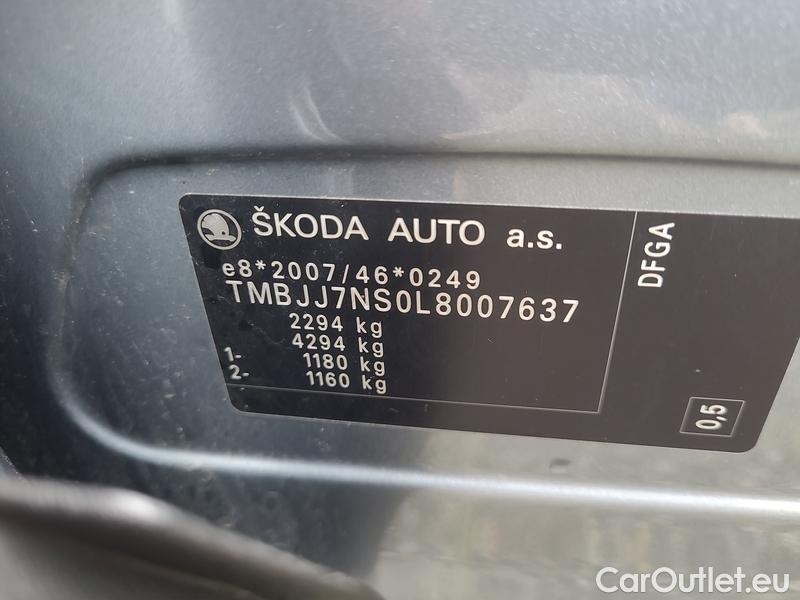 ŠKODA AUTO a.s.
e8*2007/46*0249
TMBJJ7NS0L8007637
2294 kg
4294 kg
1- 1180 kg
2- 1160 kg
DFGA
0,5
CarOutlet.eu